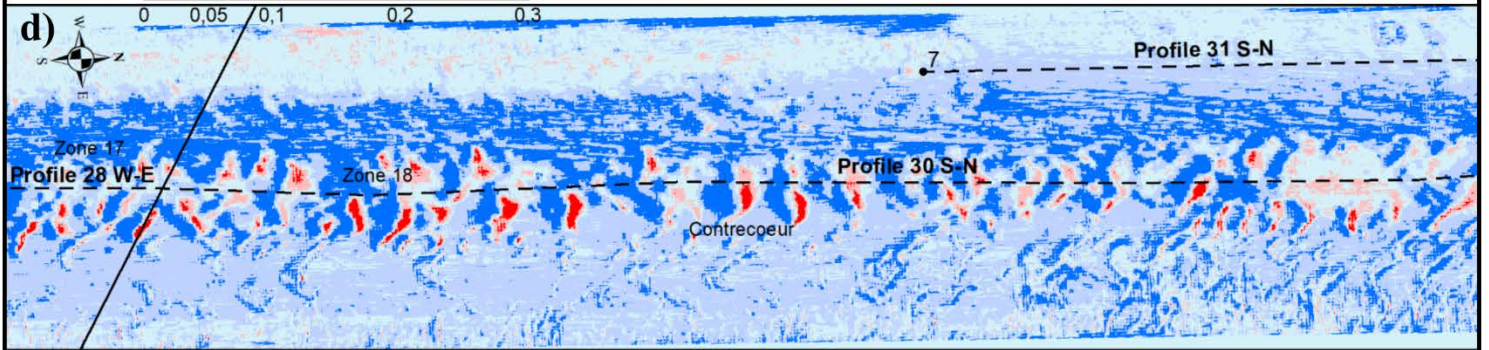 0 0,05 0,1 0,2 0,3
d)
W
N
S
E
7
Profile 31 S-N
Zone 17
Profile 28 W-E
Zone 18
Profile 30 S-N
Contrecoeur